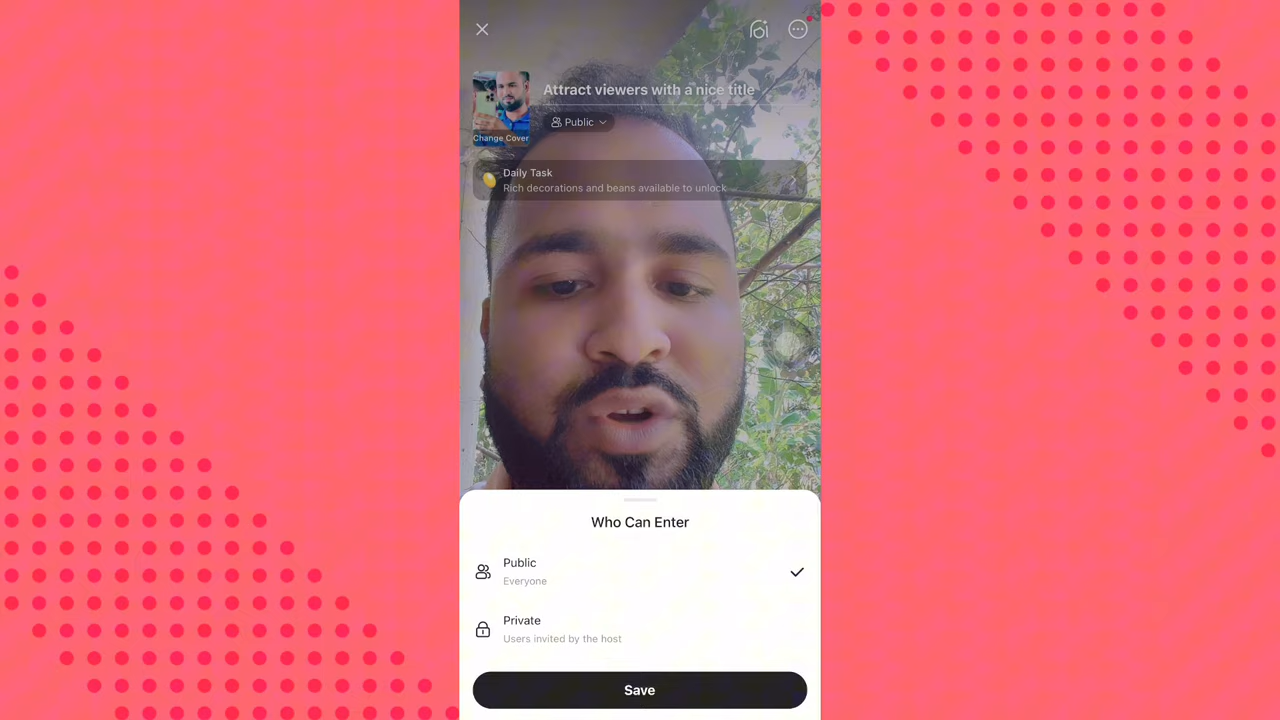 Attract viewers with a nice title
Public
Change Cover
Daily Task
Rich decorations and beans available to unlock
Who Can Enter
Public
Everyone
Private
Users invited by the host
Save